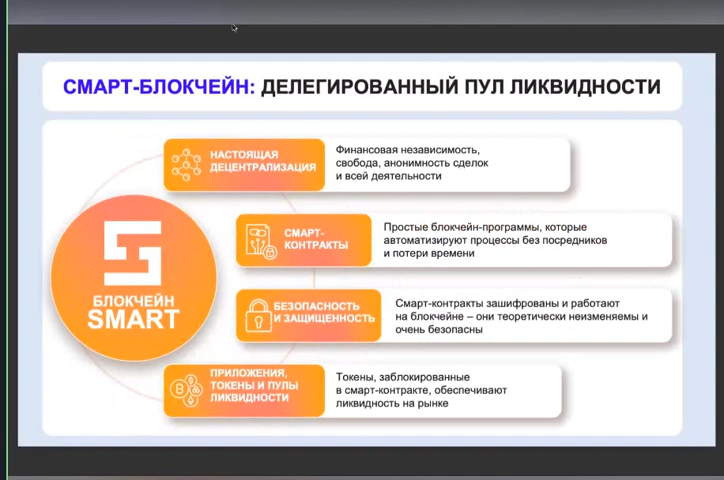 СМАРТ-БЛОКЧЕЙН: ДЕЛЕГИРОВАННЫЙ ПУЛ ЛИКВИДНОСТИ
НАСТОЯЩАЯ
ДЕЦЕНТРАЛИЗАЦИЯ
Финансовая независимость,
свобода, анонимность сделок
и всей деятельности
СМАРТ-
КОНТРАКТЫ
Простые блокчейн-программы, которые
автоматизируют процессы без посредников
и потери времени
БЛОКЧЕЙН
SMART
БЕЗОПАСНОСТЬ
И ЗАЩИЩЕННОСТЬ
Смарт-контракты зашифрованы и работают
на блокчейне – они теоретически неизменяемы и
очень безопасны
ПРИЛОЖЕНИЯ,
ТОКЕНЫ И ПУЛЫ
ЛИКВИДНОСТИ
Токены, заблокированные
в смарт-контракте, обеспечивают
ликвидность на рынке